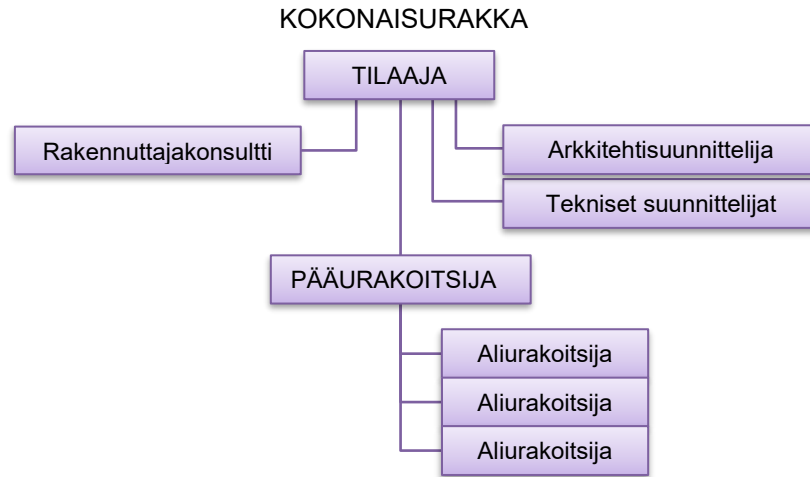 KOKONAISURAKKA
TILAAJA
Rakennuttajakonsultti
Arkkitehtisuunnittelija
Tekniset suunnittelijat
PÄÄURAKOITSIJA
Aliurakoitsija
Aliurakoitsija
Aliurakoitsija